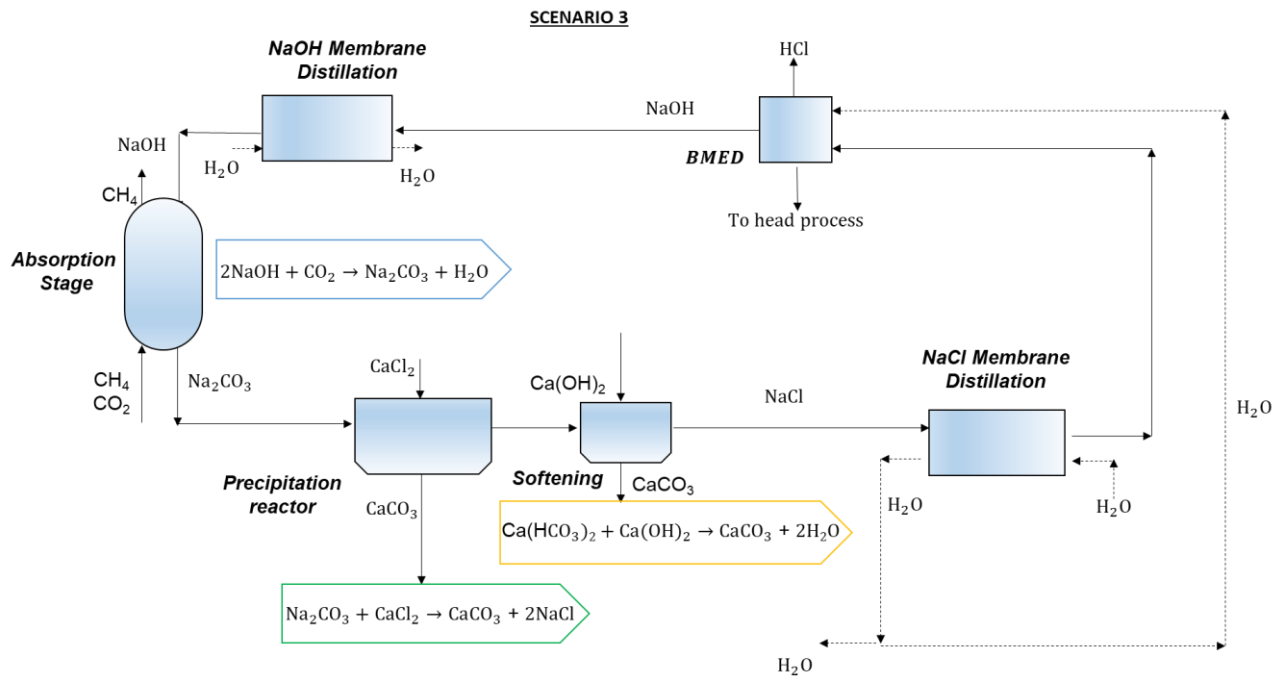 SCENARIO 3
NaOH Membrane
Distillation
HCl
NaOH
BMED
To head process
NaOH
H₂O
H₂O
CH₄
Absorption
Stage
2NaOH + CO₂ → Na₂CO₃ + H₂O
CH₄
CO₂
Na₂CO₃
CaCl₂
Ca(OH)₂
NaCl
NaCl Membrane
Distillation
H₂O
Precipitation
reactor
Softening
CaCO₃
CaCO₃
H₂O
H₂O
Ca(HCO₃)₂ + Ca(OH)₂ → CaCO₃ + 2H₂O
Na₂CO₃ + CaCl₂ → CaCO₃ + 2NaCl
H₂O